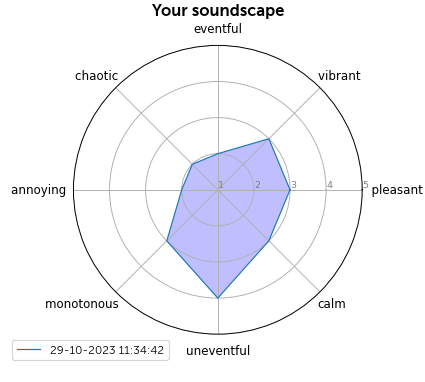 Your soundscape
eventful
chaotic
vibrant
annoying
1
2
3
4
5
pleasant
monotonous
calm
29-10-2023 11:34:42
uneventful